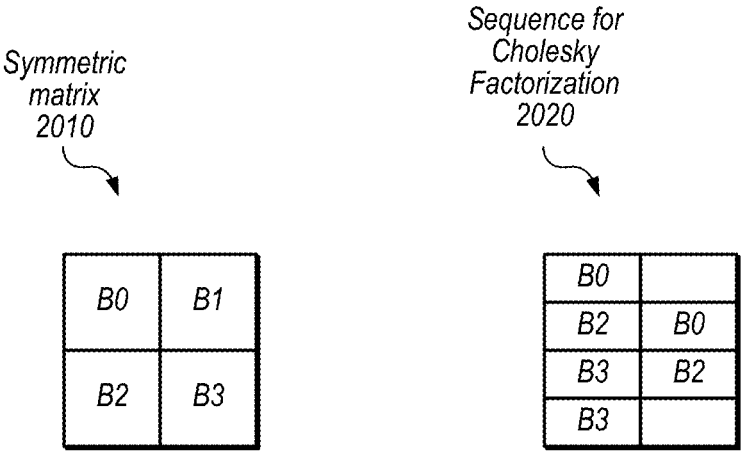 Symmetric
matrix
2010
Sequence for
Cholesky
Factorization
2020
B0 B1
B2 B3
B0
B2 B0
B3 B2
B3